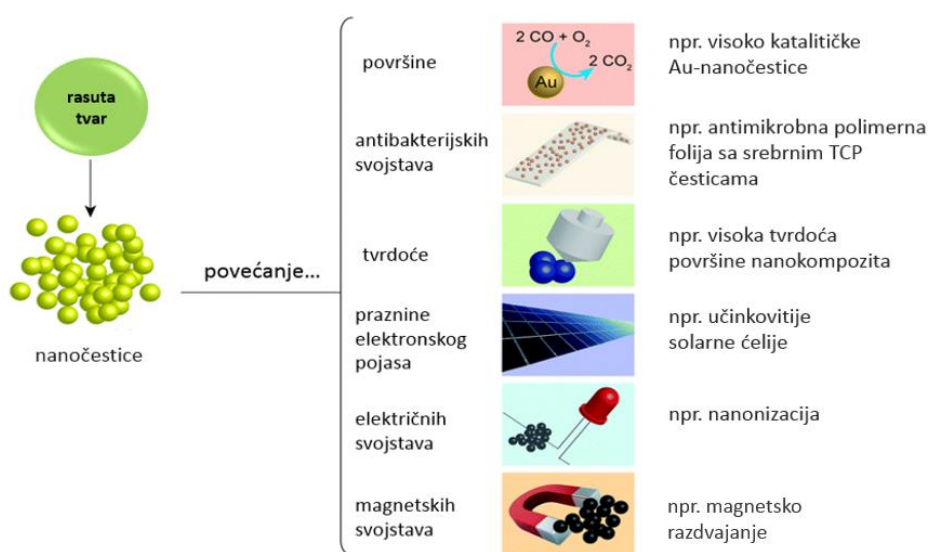 rasuta
tvar
nanočestice
povećanje...
površine
2 CO + O₂
2 CO₂
Au
npr. visoko katalitičke
Au-nanočestice
antibakterijskih
svojstava
npr. antimikrobna polimerna
folija sa srebrnim TCP
česticama
tvrdoće
npr. visoka tvrdoća
površine nanokompozita
praznine
elektronskog
pojasa
npr. učinkovitije
solarne ćelije
električnih
svojstava
npr. nanonizacija
magnetskih
svojstava
npr. magnetsko
razdvajanje